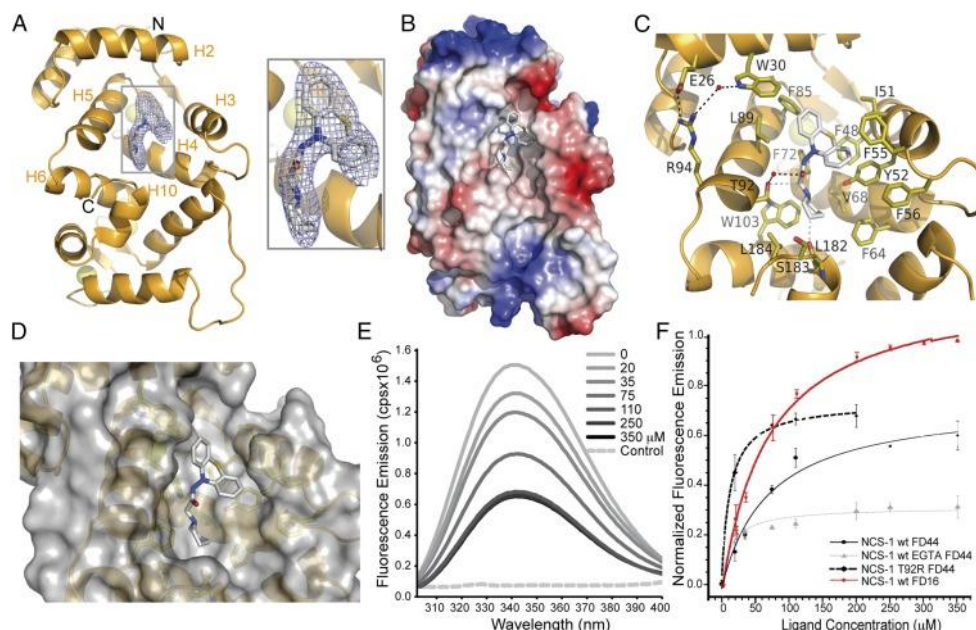 A
N
H2
H5
H3
H4
H6
H10
C
B
C
E26
W30
F85
I51
L89
F48
F72
F55
R94
Y52
T92
V68
F56
W103
F64
L184
L182
S183
D
E
Fluorescence Emission (cpsx10⁶)
1.6
1.4
1.2
1.0
0.8
0.6
0.4
0.2
0.0
310 320 330 340 350 360 370 380 390 400
Wavelength (nm)
0
20
35
75
110
250
350 μM
Control
F
Normalized Fluorescence Emission
1.0
0.8
0.6
0.4
0.2
0.0
0 50 100 150 200 250 300 350
Ligand Concentration (μM)
NCS-1 wt FD44
NCS-1 wt EGTA FD44
NCS-1 T92R FD44
NCS-1 wt FD16